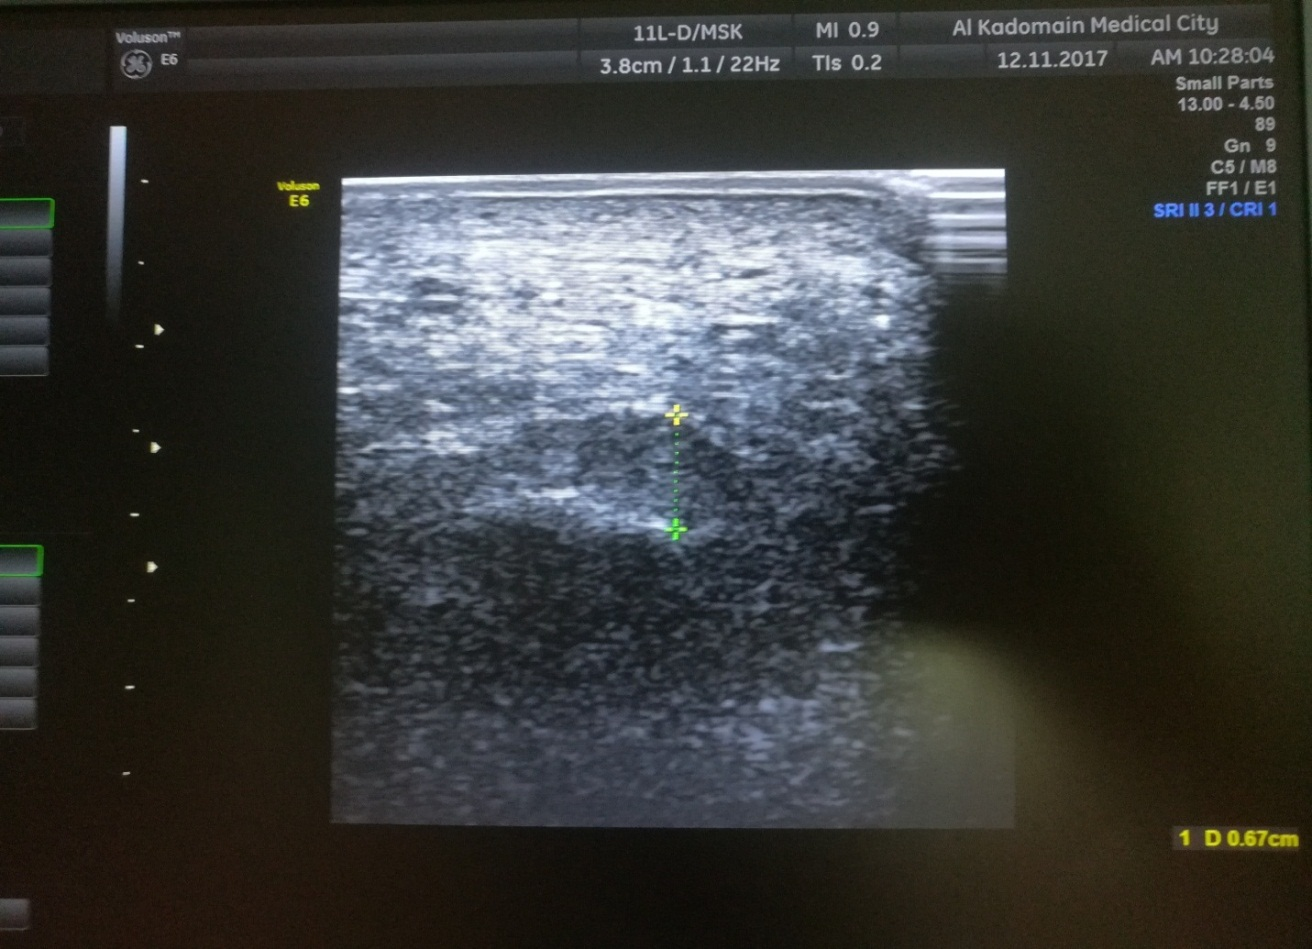 Voluson™
E6
11L-D/MSK
MI 0.9
Al Kadomain Medical City
3.8cm / 1.1 / 22Hz
TIs 0.2
12.11.2017
AM 10:28:04
Small Parts
13.00 - 4.50
89
Gn 9
C5 / M8
FF1 / E1
SRI II 3 / CRI 1
Voluson
E6
1 D 0.67cm